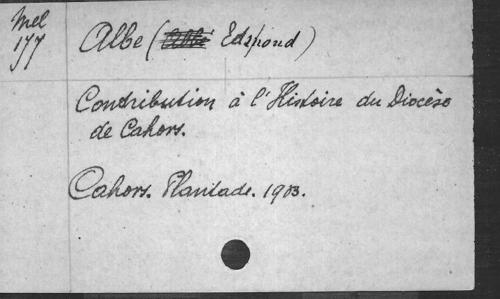 Mel
177
Albe ( Edmond )
Contribution à l'Histoire du Diocèse
de Cahors.
Cahors. Plantade. 1903.